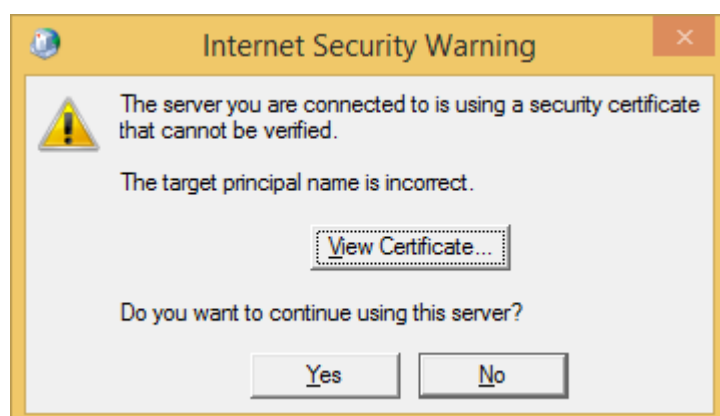 Internet Security Warning
The server you are connected to is using a security certificate
that cannot be verified.
The target principal name is incorrect.
View Certificate...
Do you want to continue using this server?
Yes
No